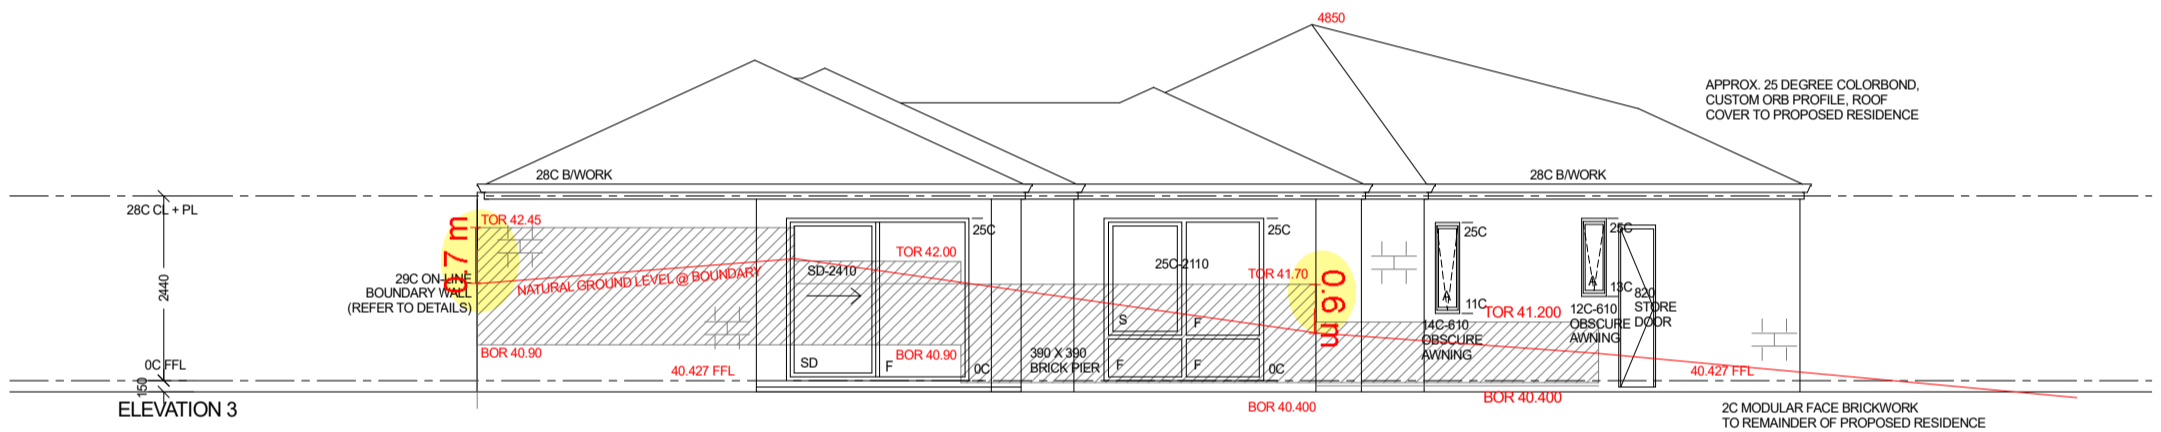 4850
APPROX. 25 DEGREE COLORBOND,
CUSTOM ORB PROFILE, ROOF
COVER TO PROPOSED RESIDENCE
28C B/WORK
28C B/WORK
28C CL + PL
TOR 42.45
0.7 m
25C
25C
25C
25C
TOR 42.00
SD-2410
25C-2110
TOR 41.70
0.6 m
NATURAL GROUND LEVEL @ BOUNDARY
29C ON-LINE
BOUNDARY WALL
(REFER TO DETAILS)
2440
A
A
11C
13C
TOR 41.200
820
STORE
DOOR
12C-610
OBSCURE
AWNING
14C-610
OBSCURE
AWNING
S
F
BOR 40.90
BOR 40.90
390 X 390
BRICK PIER
SD
F
F
F
0C
0C
0C FFL
40.427 FFL
40.427 FFL
150
ELEVATION 3
BOR 40.400
BOR 40.400
2C MODULAR FACE BRICKWORK
TO REMAINDER OF PROPOSED RESIDENCE